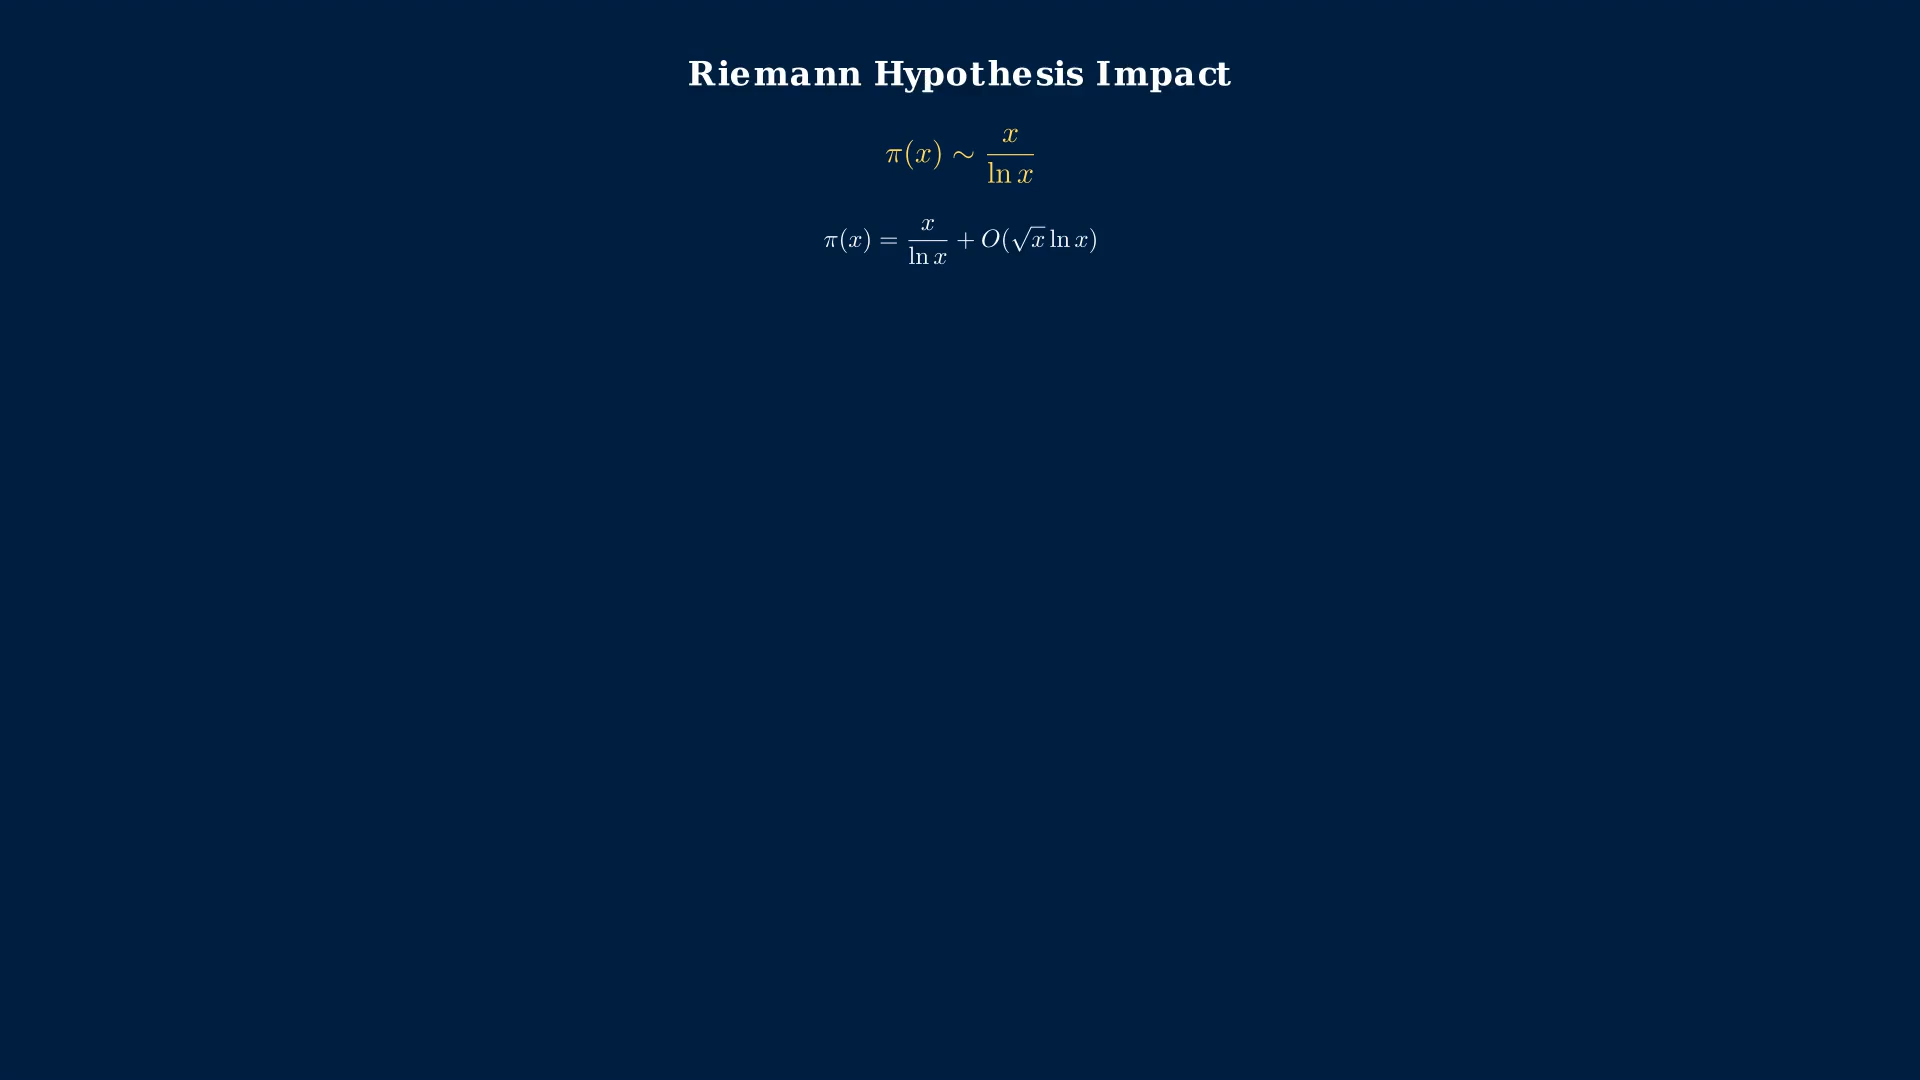 Riemann Hypothesis Impact
π(x) ∼ x / ln x
π(x) = x / ln x + O(√x ln x)